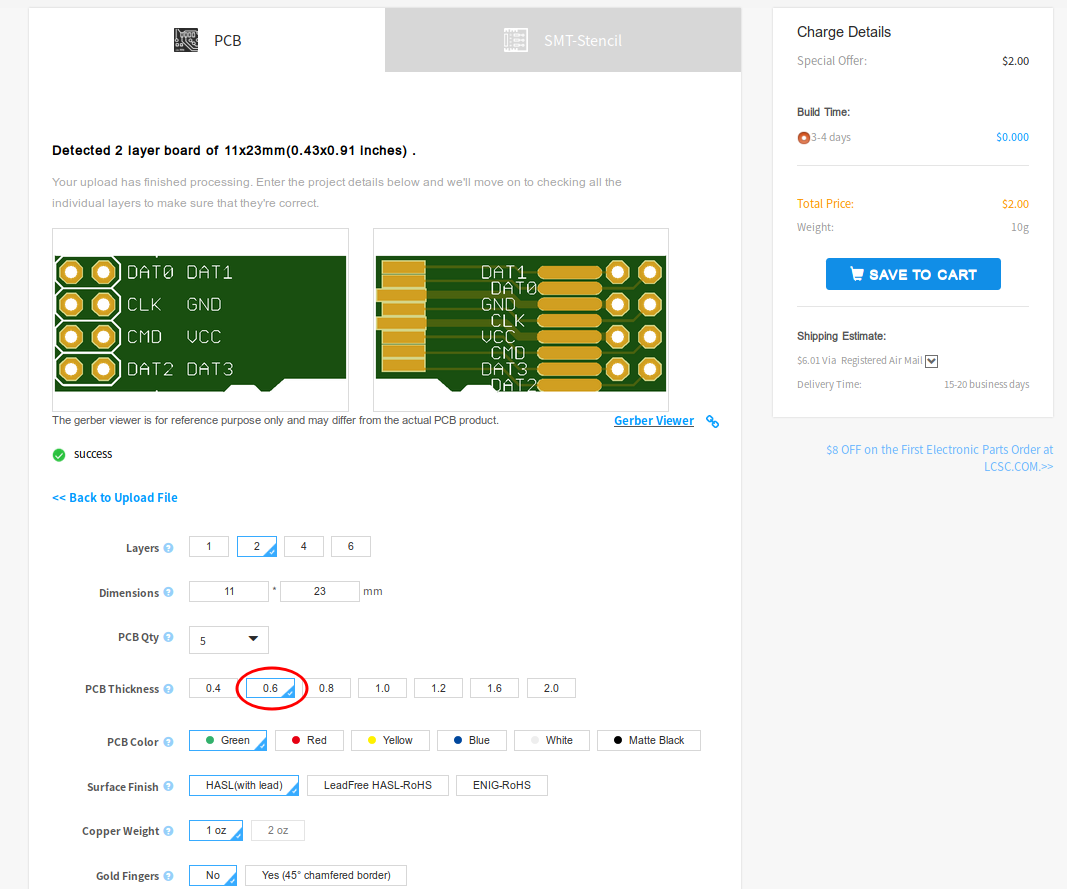 PCB
SMT-Stencil
Detected 2 layer board of 11x23mm(0.43x0.91 inches) .
Your upload has finished processing. Enter the project details below and we'll move on to checking all the
individual layers to make sure that they're correct.
DAT0 DAT1
CLK GND
CMD VCC
DAT2 DAT3
DAT1
DAT0
GND
CLK
VCC
CMD
DAT3
DAT2
The gerber viewer is for reference purpose only and may differ from the actual PCB product.
Gerber Viewer
success
<< Back to Upload File
Layers ? 1 2 4 6
Dimensions ? 11 * 23 mm
PCB Qty ? 5
PCB Thickness ? 0.4 0.6 0.8 1.0 1.2 1.6 2.0
PCB Color ? Green Red Yellow Blue White Matte Black
Surface Finish ? HASL(with lead) LeadFree HASL-RoHS ENIG-RoHS
Copper Weight ? 1 oz 2 oz
Gold Fingers ? No Yes (45° chamfered border)
Charge Details
Special Offer: $2.00
Build Time:
3-4 days $0.000
Total Price: $2.00
Weight: 10g
SAVE TO CART
Shipping Estimate:
$6.01 Via Registered Air Mail
Delivery Time: 15-20 business days
$8 OFF on the First Electronic Parts Order at
LCSC.COM.>>